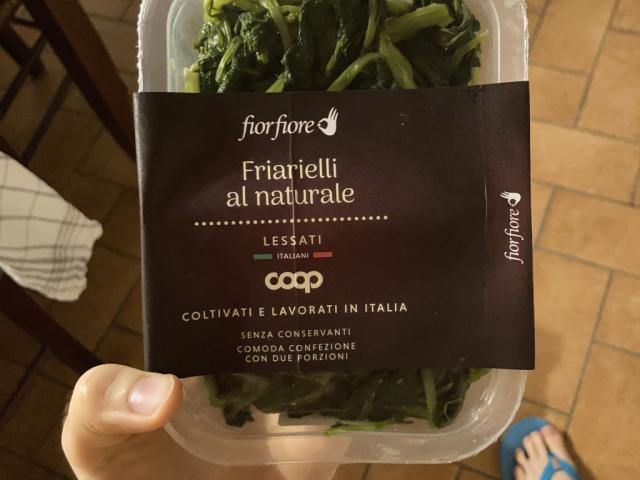 fiorfiore
Friarielli
al naturale
LESSATI
ITALIANI
coop
COLTIVATI E LAVORATI IN ITALIA
SENZA CONSERVANTI
COMODA CONFEZIONE
CON DUE PORZIONI
fiorfiore